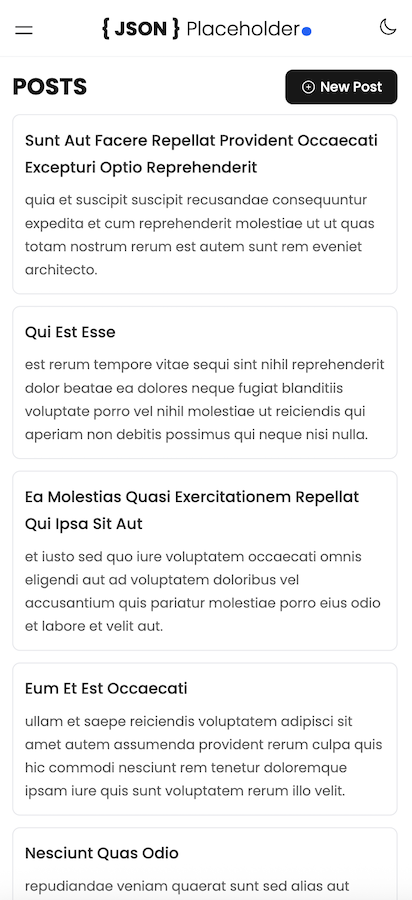 { JSON } Placeholder
POSTS
New Post
Sunt Aut Facere Repellat Provident Occaecati
Excepturi Optio Reprehenderit
quia et suscipit suscipit recusandae consequuntur
expedita et cum reprehenderit molestiae ut ut quas
totam nostrum rerum est autem sunt rem eveniet
architecto.
Qui Est Esse
est rerum tempore vitae sequi sint nihil reprehenderit
dolor beatae ea dolores neque fugiat blanditiis
voluptate porro vel nihil molestiae ut reiciendis qui
aperiam non debitis possimus qui neque nisi nulla.
Ea Molestias Quasi Exercitationem Repellat
Qui Ipsa Sit Aut
et iusto sed quo iure voluptatem occaecati omnis
eligendi aut ad voluptatem doloribus vel
accusantium quis pariatur molestiae porro eius odio
et labore et velit aut.
Eum Et Est Occaecati
ullam et saepe reiciendis voluptatem adipisci sit
amet autem assumenda provident rerum culpa quis
hic commodi nesciunt rem tenetur doloremque
ipsam iure quis sunt voluptatem rerum illo velit.
Nesciunt Quas Odio
repudiandae veniam quaerat sunt sed alias aut